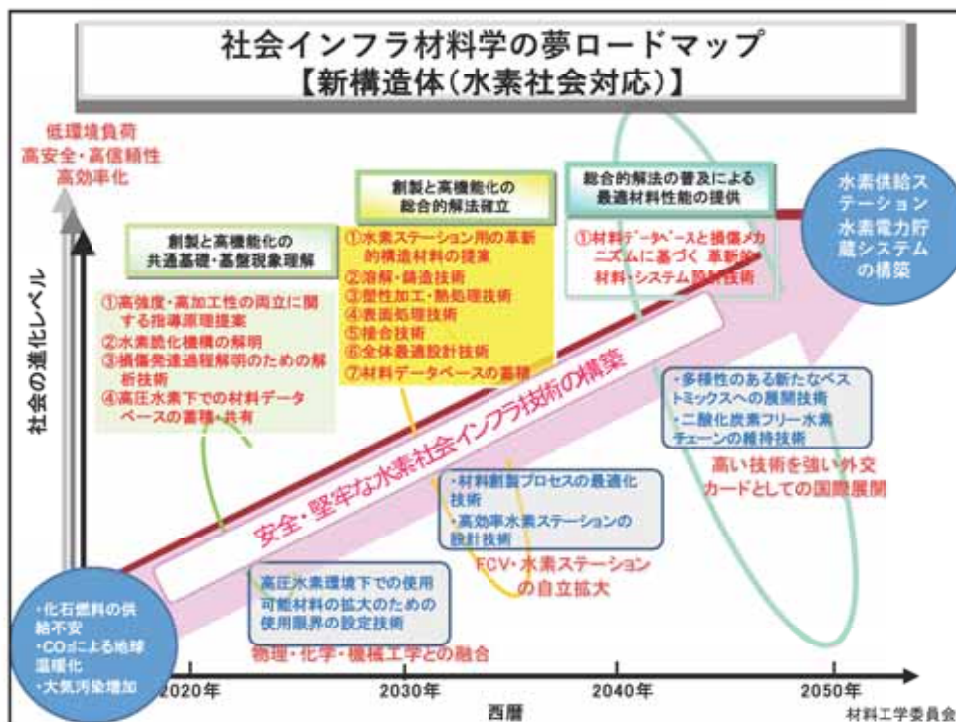 社会インフラ材料学の夢ロードマップ
【新構造体(水素社会対応)】
低環境負荷
高安全・高信頼性
高効率化
社会の進化レベル
創製と高機能化の
共通基礎・基盤現象理解
①高強度・高加工性の両立に関
する指導原理提案
②水素脆化機構の解明
③損傷発達過程解明のための解
析技術
④高圧水素下での材料データ
ベースの蓄積・共有
創製と高機能化の
総合的解法確立
①水素ステーション用の革新
的構造材料の提案
②溶解・鋳造技術
③塑性加工・熱処理技術
④表面処理技術
⑤接合技術
⑥全体最適設計技術
⑦材料データベースの蓄積
総合的解法の普及による
最適材料性能の提供
①材料データベースと損傷メカ
ニズムに基づく 革新的
材料・システム設計技術
水素供給ス
テーション
水素電力貯
蔵システム
の構築
安全・堅牢な水素社会インフラ技術の構築
・多様性のある新たなベス
トミックスへの展開技術
・二酸化炭素フリー水素
チェーンの維持技術
高い技術を強い外交
カードとしての国際展開
・材料創製プロセスの最適化
技術
・高効率水素ステーションの
設計技術
FCV・水素ステーション
の自立拡大
高圧水素環境下での使用
可能材料の拡大のための
使用限界の設定技術
物理・化学・機械工学との融合
・化石燃料の供
給不安
・CO₂による地球
温暖化
・大気汚染増加
2020年
2030年
2040年
2050年
西暦
材料工学委員会